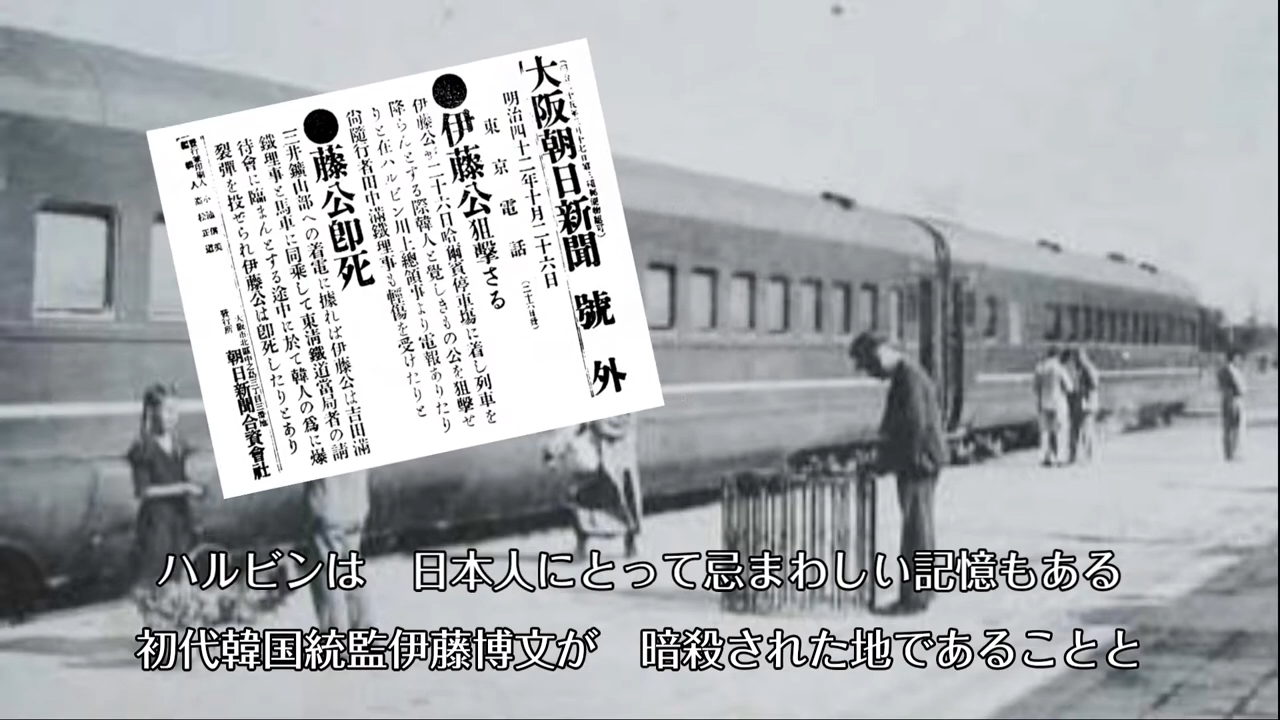 大阪朝日新聞 號外
明治四十二年十月二十六日
東京電話
●伊藤公狙撃さる
伊藤公が二十六日哈爾賓停車場に着し列車を
降らんとする際韓人と覺しきもの公を狙撃せ
りと在ハルビン川上總領事より電報ありたり
尙隨行者田中滿鐵理事も輕傷を受けたりと
●藤公卽死
三井鑛山部への着電に據れば伊藤公は吉田滿
鐵理事と馬車に同乘して東淸鐵道當局者の請
待會に臨まんとする途中に於て韓人の爲に爆
裂彈を投せられ伊藤公は卽死したりとあり
發行所
朝日新聞合資會社
ハルビンは　日本人にとって忌まわしい記憶もある
初代韓国統監伊藤博文が　暗殺された地であることと